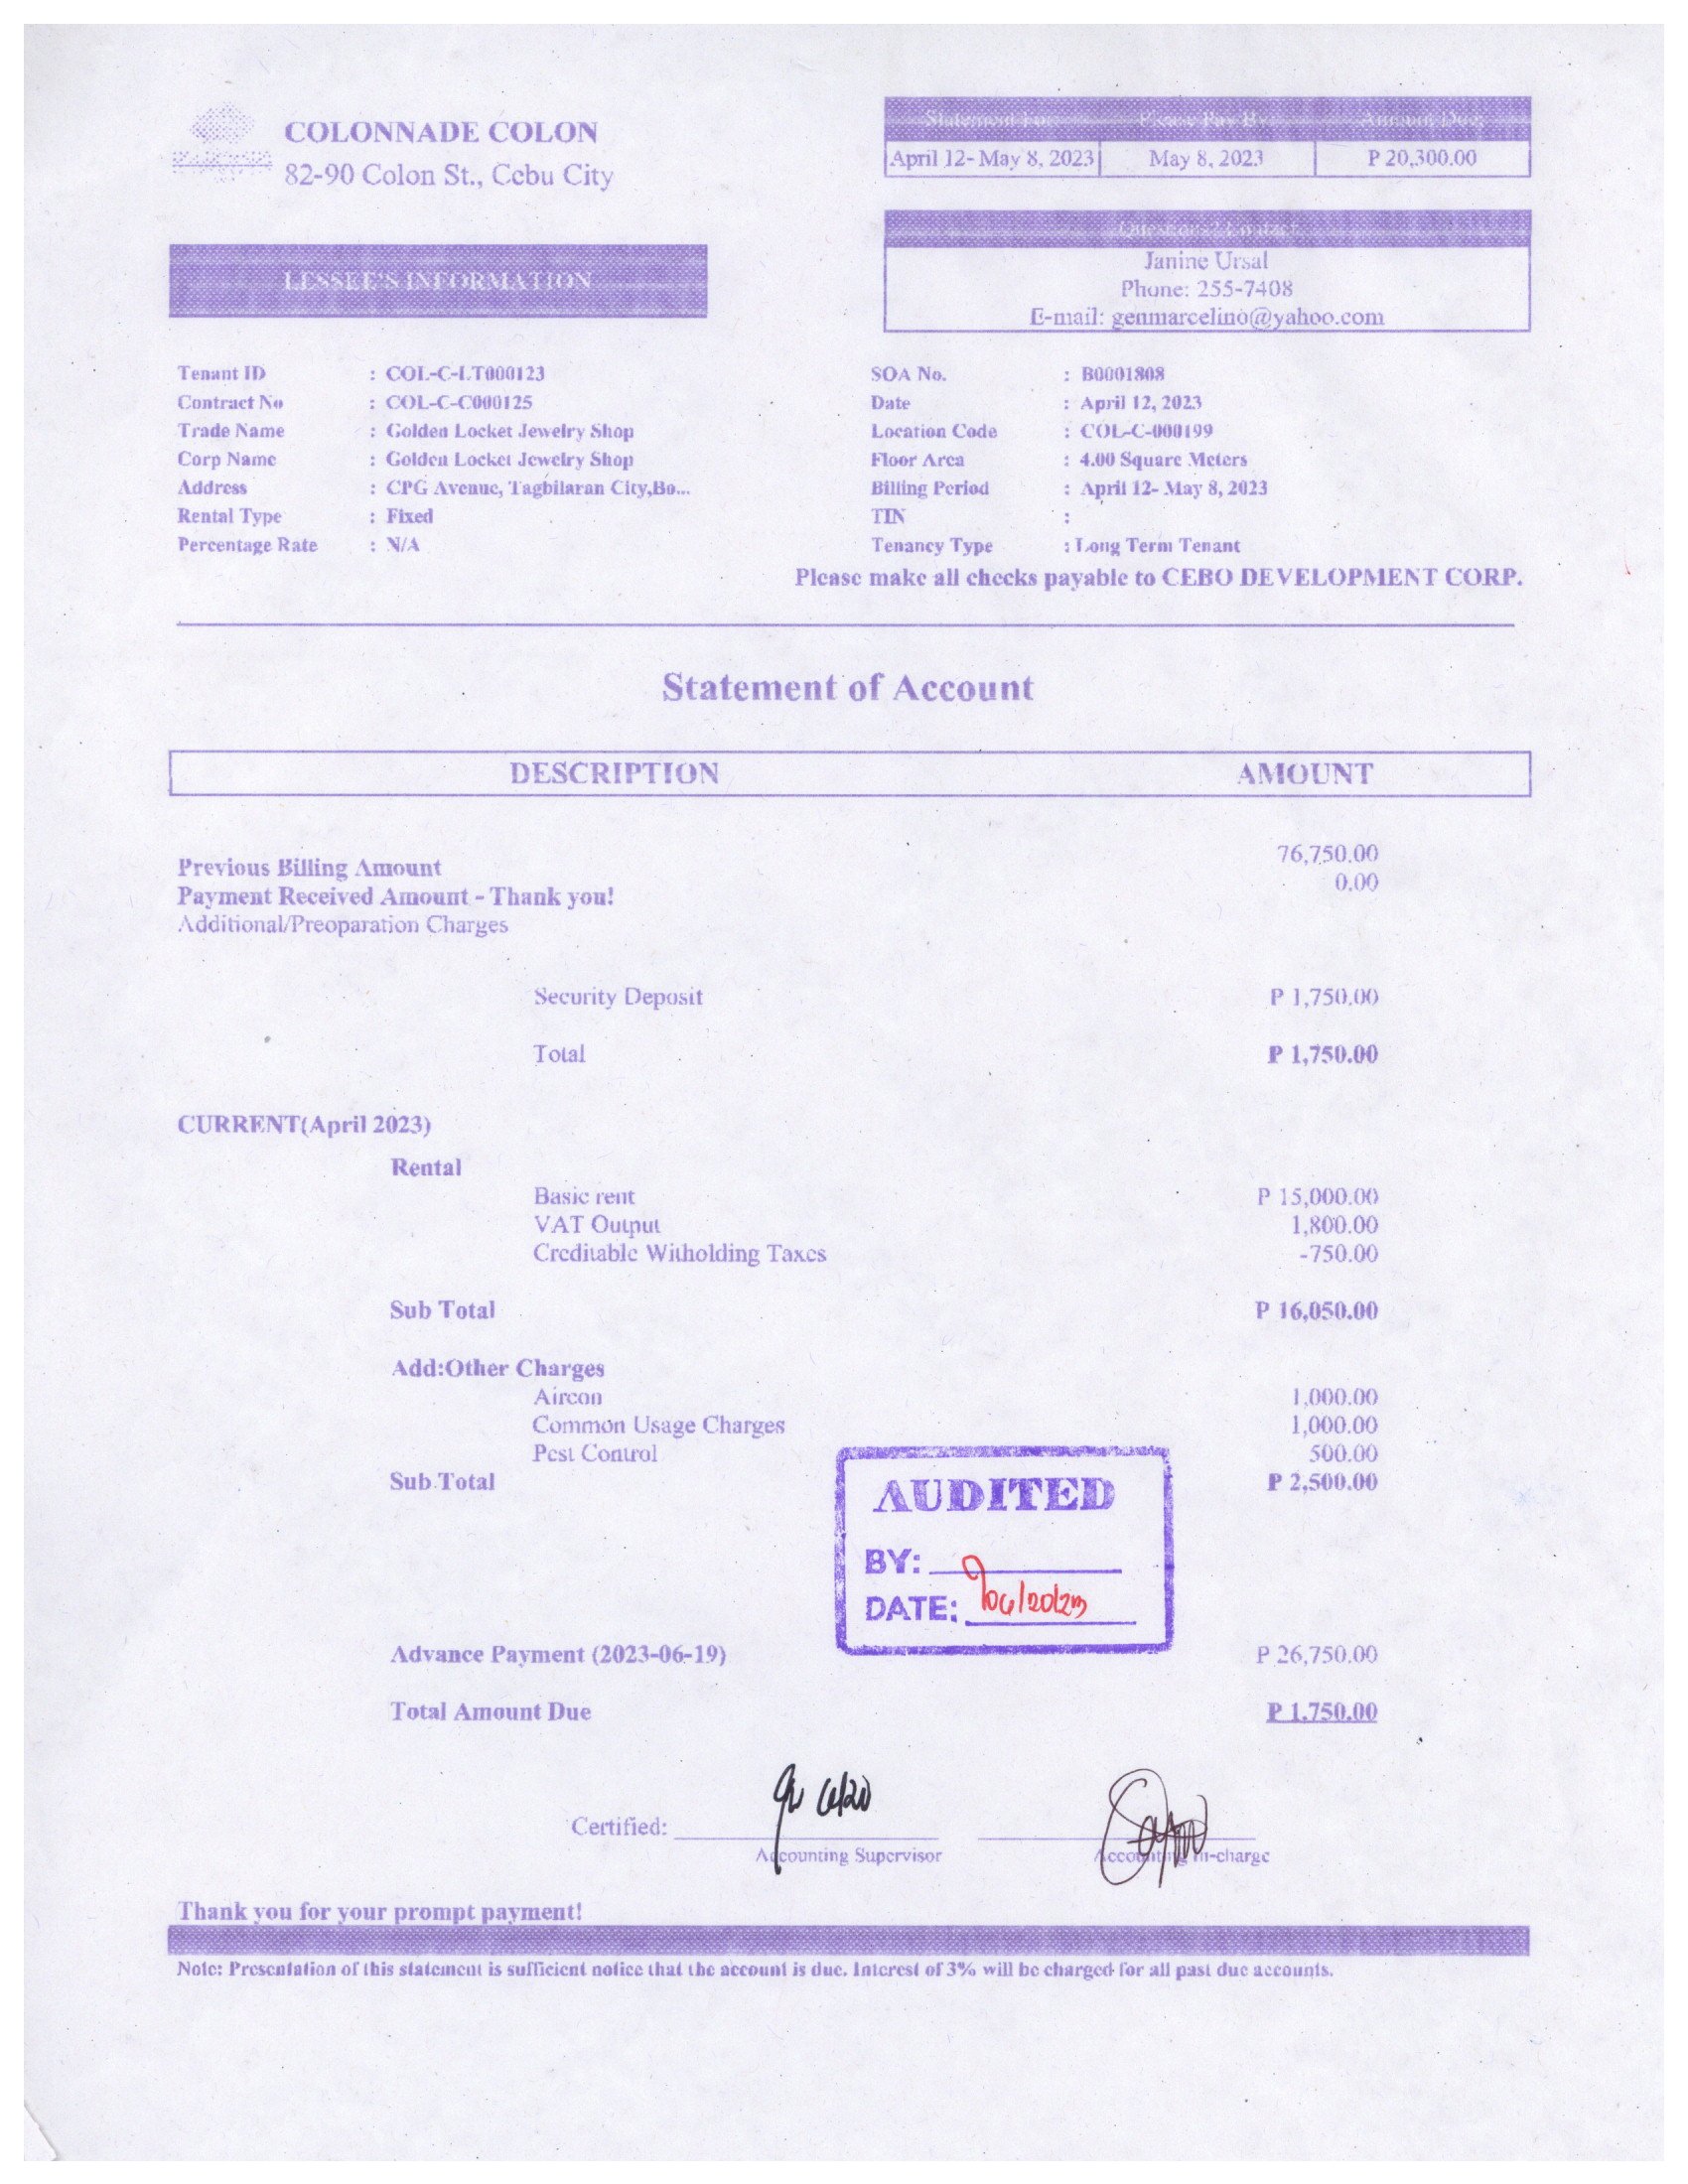 COLONNADE COLON
82-90 Colon St., Cebu City
Statement For: Please Pay By: Amount Due:
April 12- May 8, 2023 May 8, 2023 P 20,300.00
Questions? Contact
Janine Ursal
Phone: 255-7408
E-mail: genmarcelino@yahoo.com
LESSEE'S INFORMATION
Tenant ID : COL-C-LT000123
Contract No : COL-C-C000125
Trade Name : Golden Locket Jewelry Shop
Corp Name : Golden Locket Jewelry Shop
Address : CPG Avenue, Tagbilaran City,Bo...
Rental Type : Fixed
Percentage Rate : N/A
SOA No. : B0001808
Date : April 12, 2023
Location Code : COL-C-000199
Floor Area : 4.00 Square Meters
Billing Period : April 12- May 8, 2023
TIN :
Tenancy Type : Long Term Tenant
Please make all checks payable to CEBO DEVELOPMENT CORP.
Statement of Account
DESCRIPTION AMOUNT
Previous Billing Amount 76,750.00
Payment Received Amount - Thank you! 0.00
Additional/Preoparation Charges
Security Deposit P 1,750.00
Total P 1,750.00
CURRENT(April 2023)
Rental
Basic rent P 15,000.00
VAT Output 1,800.00
Creditable Witholding Taxes -750.00
Sub Total P 16,050.00
Add:Other Charges
Aircon 1,000.00
Common Usage Charges 1,000.00
Pest Control 500.00
Sub Total P 2,500.00
AUDITED
BY:
DATE: 06/20/23
Advance Payment (2023-06-19) P 26,750.00
Total Amount Due P 1,750.00
6/20
Certified:
Accounting Supervisor Accounting In-charge
Thank you for your prompt payment!
Note: Presentation of this statement is sufficient notice that the account is due. Interest of 3% will be charged for all past due accounts.